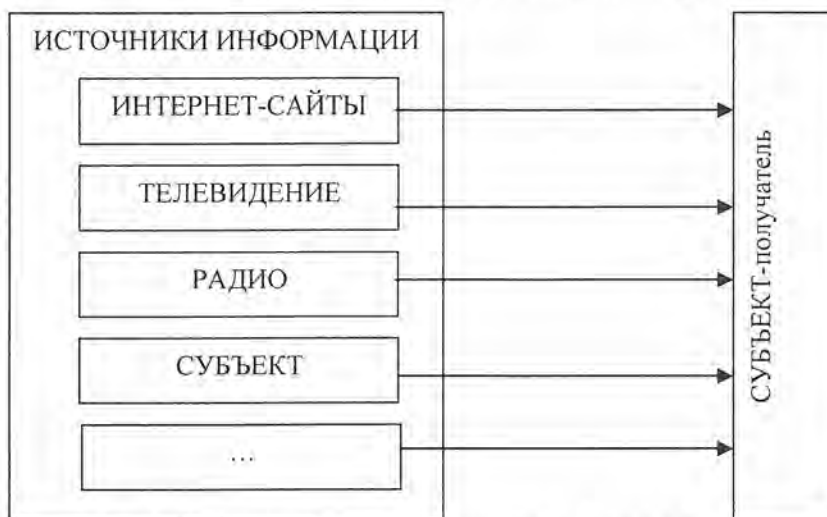 ИСТОЧНИКИ ИНФОРМАЦИИ
ИНТЕРНЕТ-САЙТЫ
ТЕЛЕВИДЕНИЕ
РАДИО
СУБЪЕКТ
...
СУБЪЕКТ-получатель